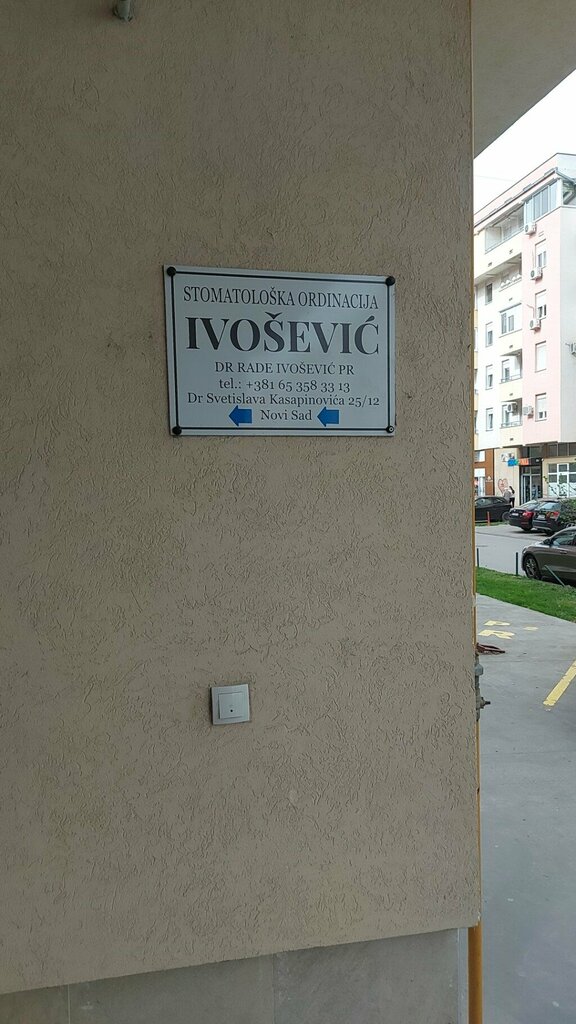 STOMATOLOŠKA ORDINACIJA
IVOŠEVIĆ
DR RADE IVOŠEVIĆ PR
tel.: +381 65 358 33 13
Dr Svetislava Kasapinovića 25/12
Novi Sad